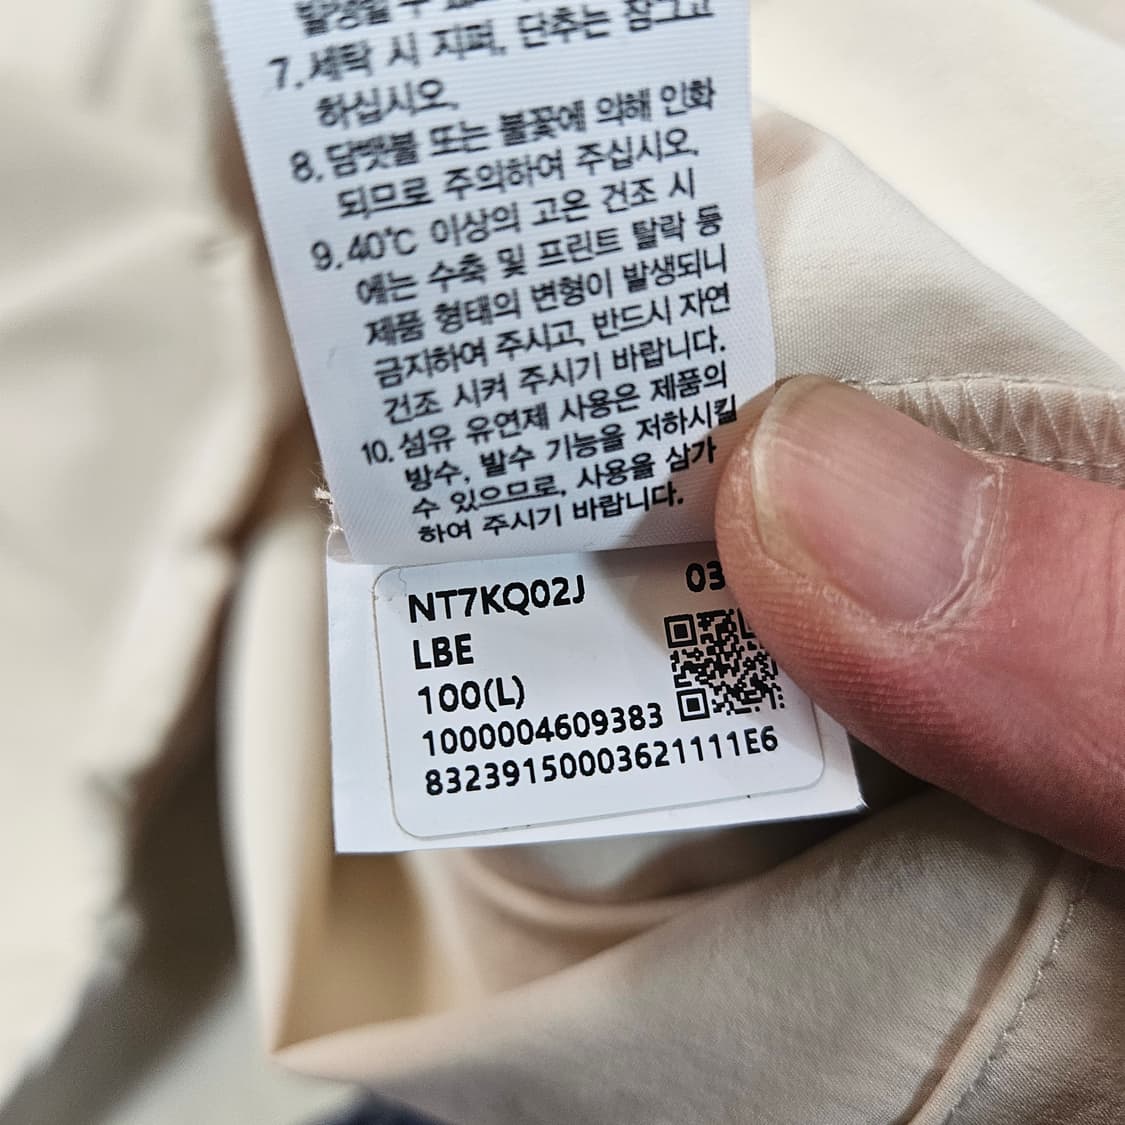 7. 세탁 시 지퍼, 단추는 잠그고
하십시오.
8. 담뱃불 또는 불꽃에 의해 인화
되므로 주의하여 주십시오.
9. 40℃ 이상의 고온 건조 시
에는 수축 및 프린트 탈락 등
제품 형태의 변형이 발생되니
금지하여 주시고, 반드시 자연
건조 시켜 주시기 바랍니다.
10. 섬유 유연제 사용은 제품의
방수, 발수 기능을 저하시킬
수 있으므로, 사용을 삼가
하여 주시기 바랍니다.
NT7KQ02J 03
LBE
100(L)
1000004609383
83239150003621111E6